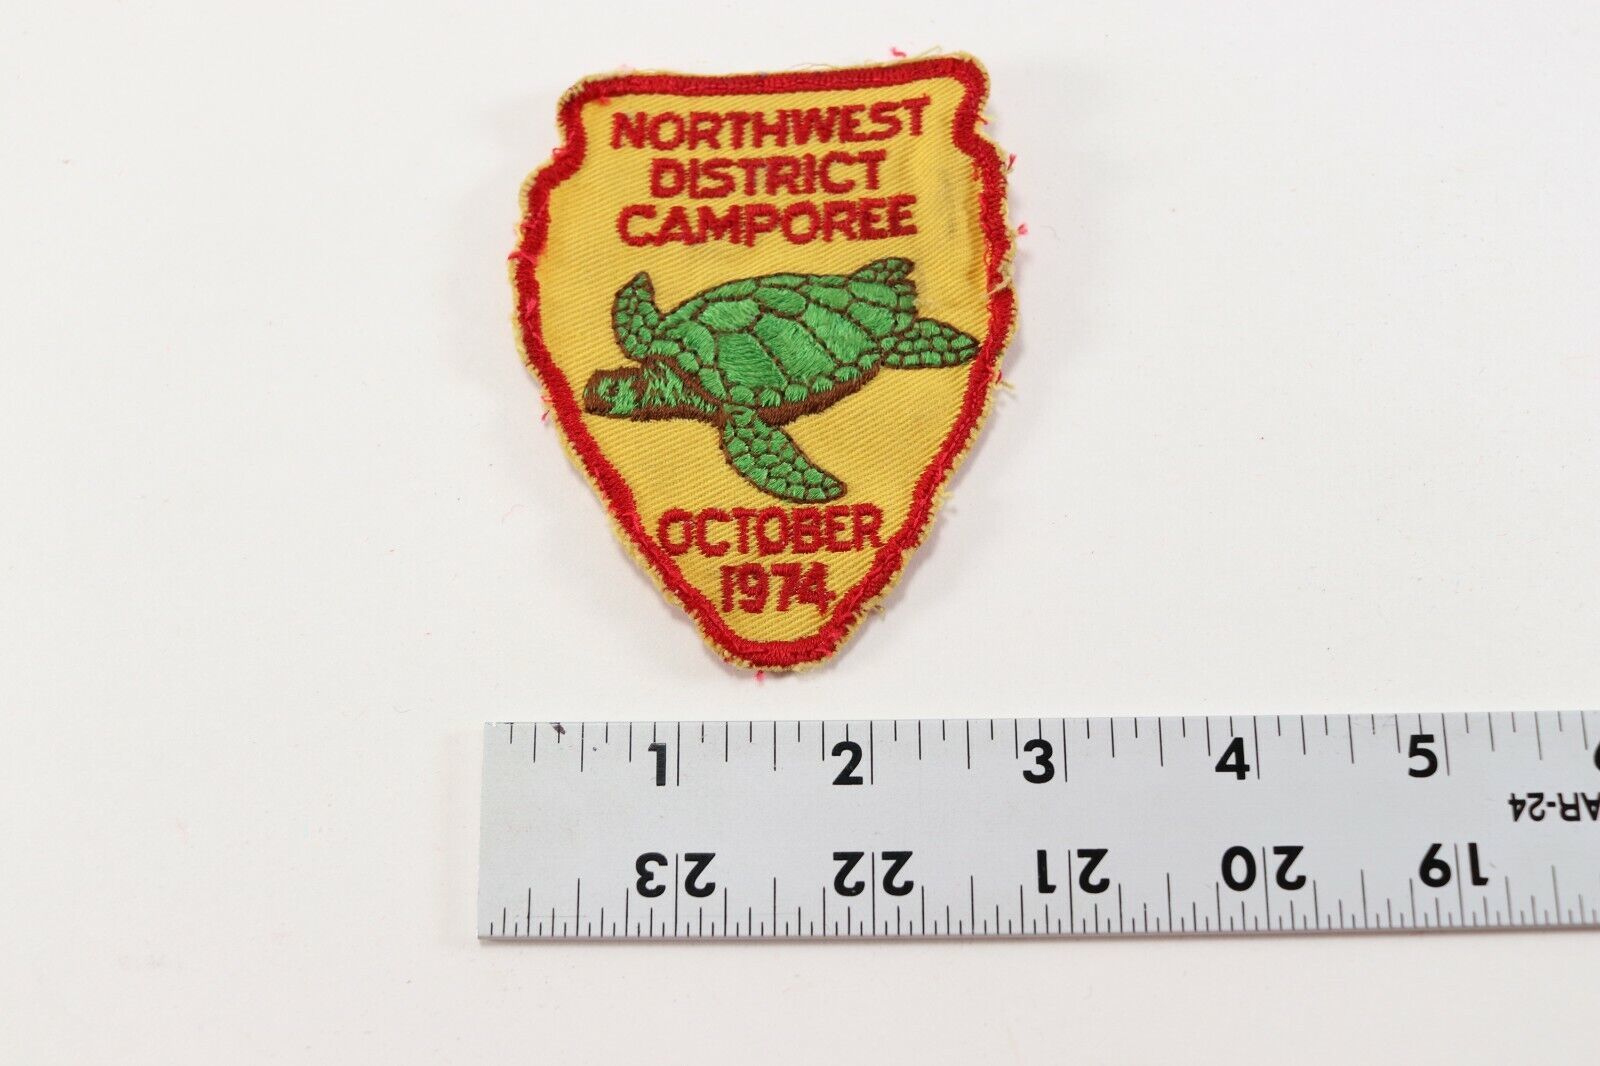 NORTHWEST
DISTRICT
CAMPOREE
OCTOBER
1974
1 2 3 4 5
AR-24
19 20 21 22 23